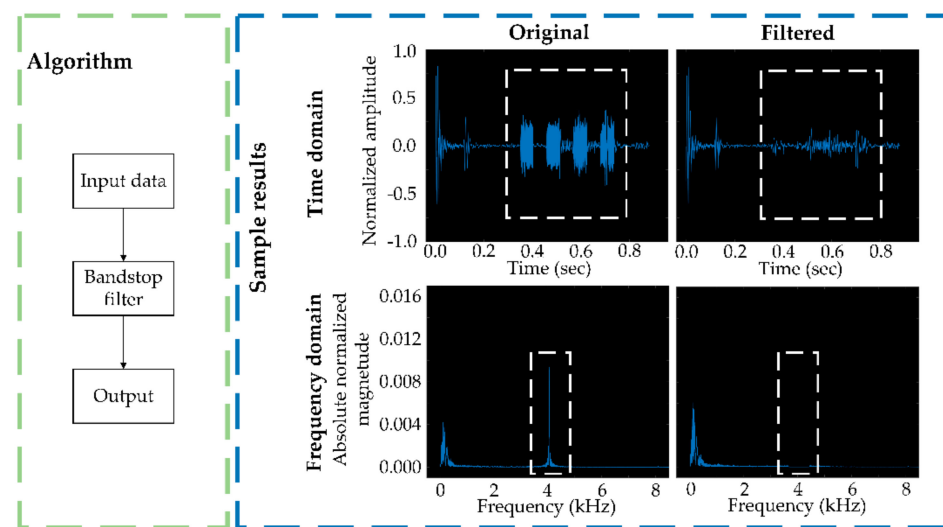 Algorithm
Input data
Bandstop
filter
Output
Sample results
Original
Filtered
Time domain
Normalized amplitude
1.0
0.5
0.0
-0.5
-1.0
0.0 0.2 0.4 0.6 0.8
Time (sec)
0.0 0.2 0.4 0.6 0.8
Time (sec)
Frequency domain
Absolute normalized
magnetude
0.016
0.012
0.008
0.004
0.000
0 2 4 6 8
Frequency (kHz)
0 2 4 6 8
Frequency (kHz)